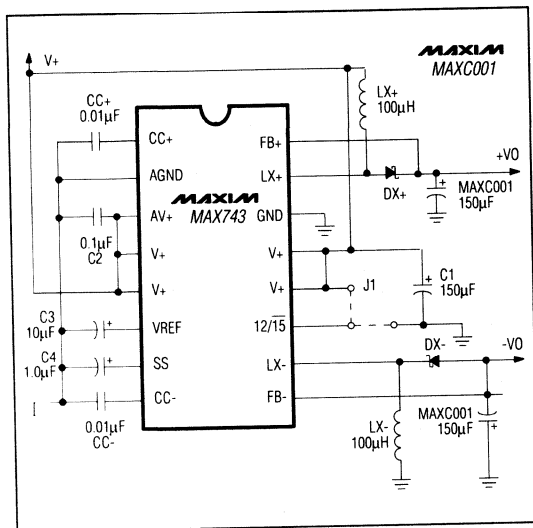 V+
MAXIM
MAXC001
CC+
0.01µF
LX+
100µH
CC+
FB+
+VO
AGND
LX+
DX+
MAXC001
150µF
MAXIM
MAX743
AV+
GND
0.1µF
C2
V+
V+
V+
V+
J1
C1
150µF
C3
10µF
VREF
12/15
C4
1.0µF
SS
LX-
DX-
-VO
CC-
FB-
0.01µF
CC-
LX-
100µH
MAXC001
150µF